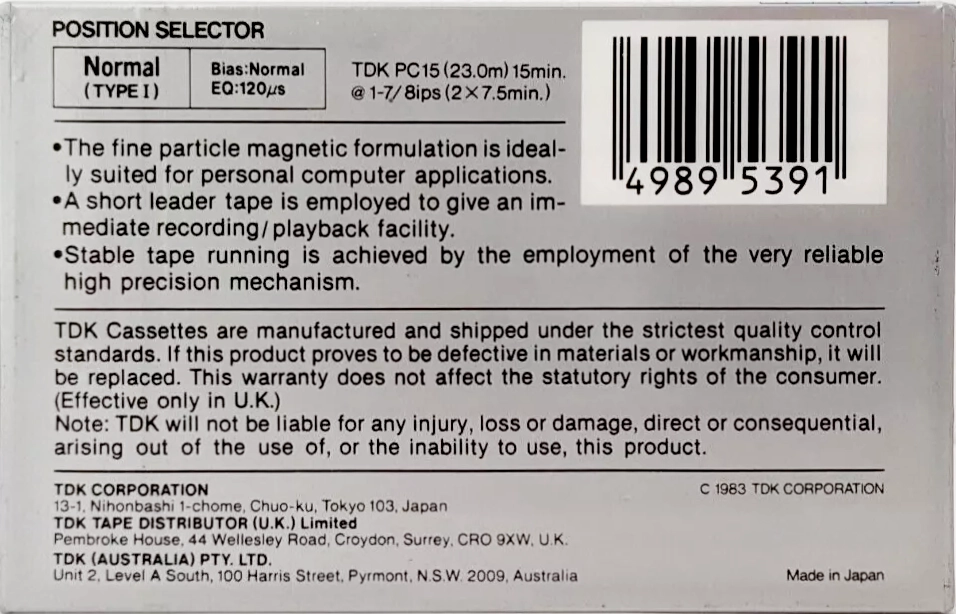 POSITION SELECTOR
Normal
(TYPE I)
Bias:Normal
EQ:120μs
TDK PC15 (23.0m) 15min.
@ 1-7/8ips (2×7.5min.)
4989 5391
•The fine particle magnetic formulation is ideal-
ly suited for personal computer applications.
•A short leader tape is employed to give an im-
mediate recording/playback facility.
•Stable tape running is achieved by the employment of the very reliable
high precision mechanism.
TDK Cassettes are manufactured and shipped under the strictest quality control
standards. If this product proves to be defective in materials or workmanship, it will
be replaced. This warranty does not affect the statutory rights of the consumer.
(Effective only in U.K.)
Note: TDK will not be liable for any injury, loss or damage, direct or consequential,
arising out of the use of, or the inability to use, this product.
TDK CORPORATION
C 1983 TDK CORPORATION
13-1, Nihonbashi 1-chome, Chuo-ku, Tokyo 103, Japan
TDK TAPE DISTRIBUTOR (U.K.) Limited
Pembroke House, 44 Wellesley Road, Croydon, Surrey, CRO 9XW, U.K.
TDK (AUSTRALIA) PTY. LTD.
Unit 2, Level A South, 100 Harris Street, Pyrmont, N.S.W. 2009, Australia
Made in Japan